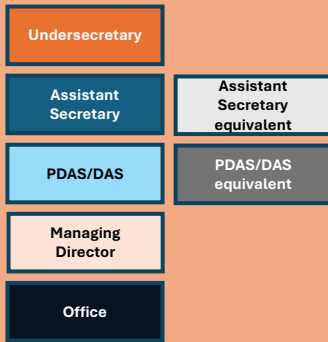 Undersecretary
Assistant
Secretary
Assistant
Secretary
equivalent
PDAS/DAS
PDAS/DAS
equivalent
Managing
Director
Office